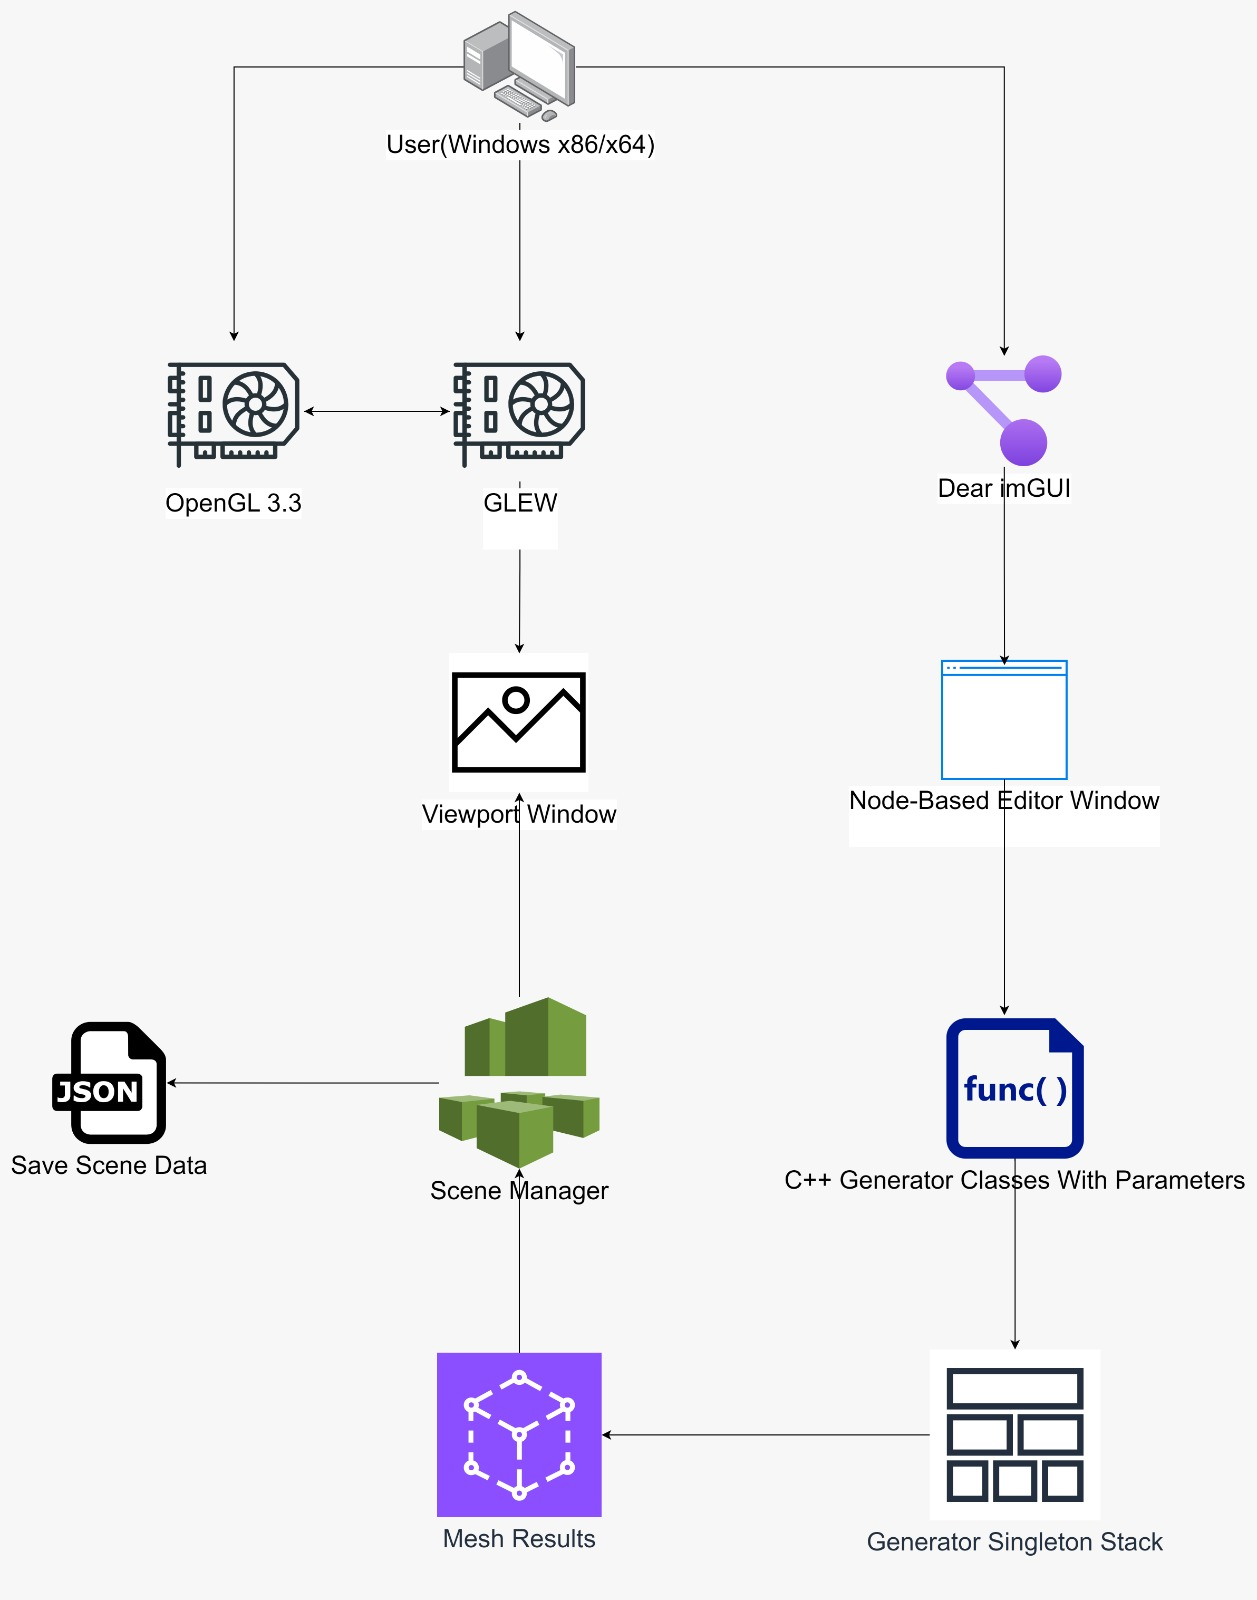 User(Windows x86/x64)
OpenGL 3.3
GLEW
Dear imGUI
Viewport Window
Node-Based Editor Window
JSON
Save Scene Data
Scene Manager
func( )
C++ Generator Classes With Parameters
Mesh Results
Generator Singleton Stack